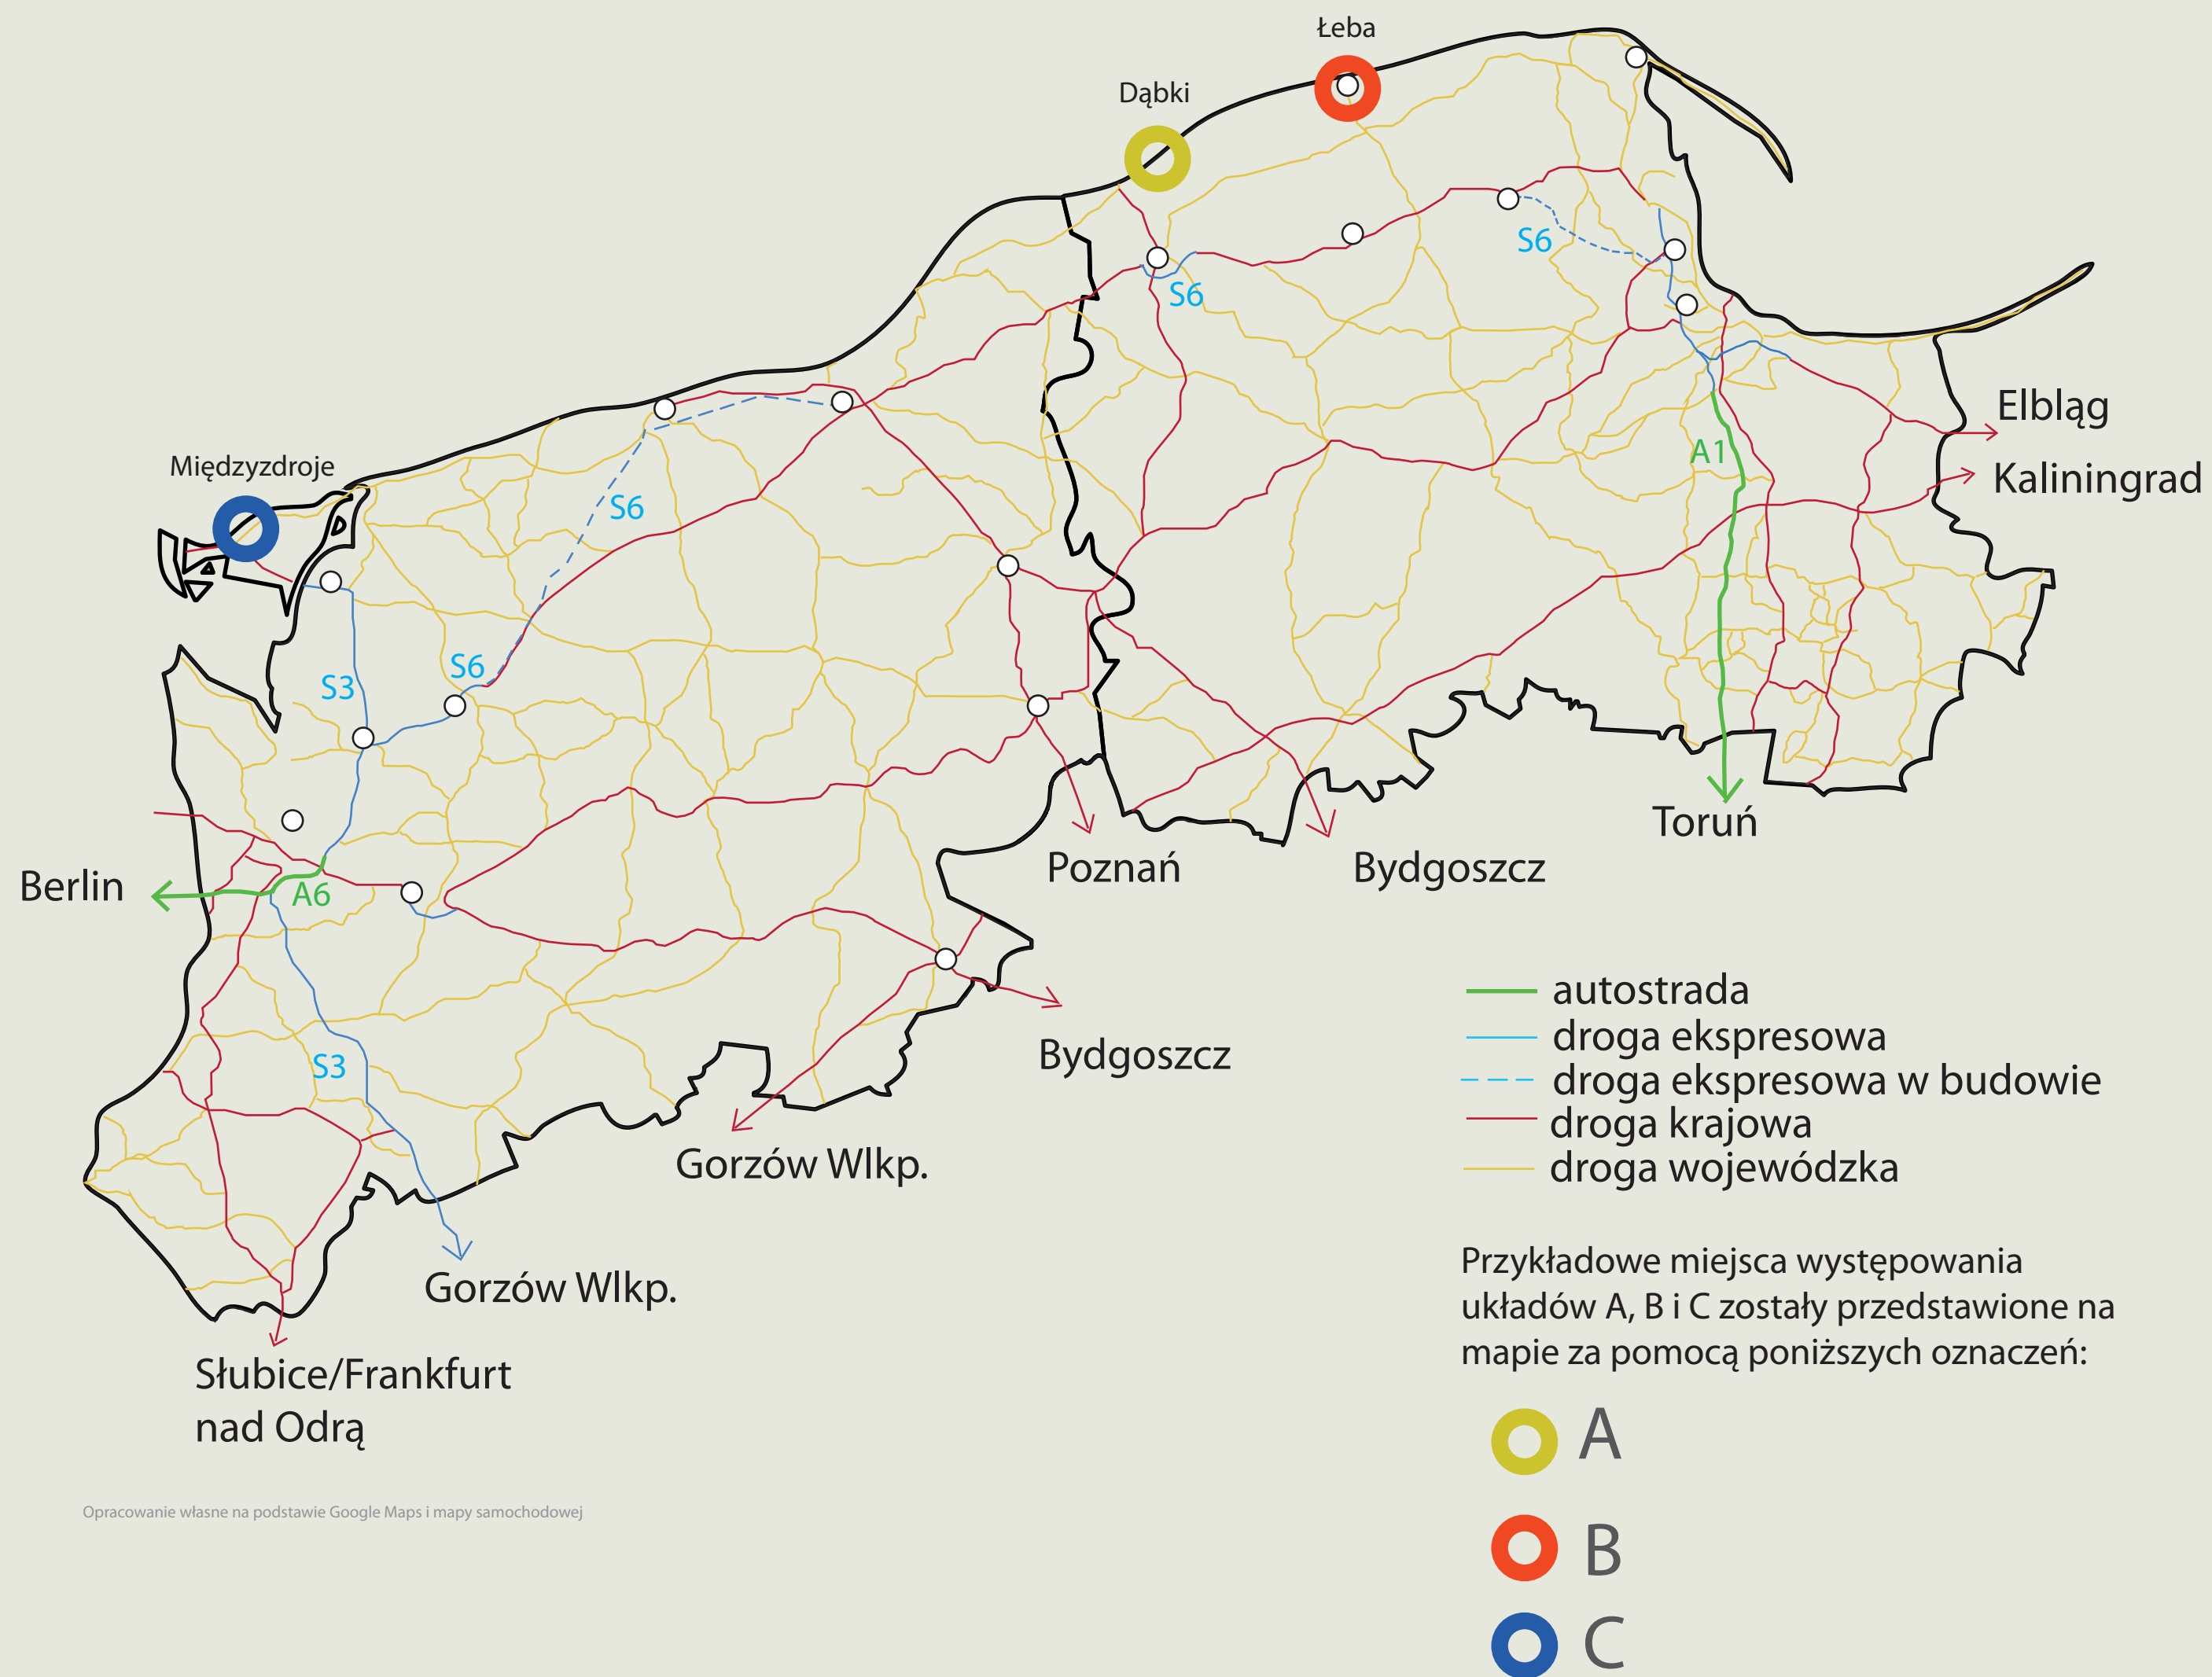 Łeba
Dąbki
S6
S6
Elbląg
A1
Międzyzdroje
Kaliningrad
S6
S6
S3
Toruń
Poznań
Bydgoszcz
Berlin
A6
autostrada
droga ekspresowa
Bydgoszcz
S3
droga ekspresowa w budowie
droga krajowa
Gorzów Wlkp.
droga wojewódzka
Gorzów Wlkp.
Przykładowe miejsca występowania
układów A, B i C zostały przedstawione na
mapie za pomocą poniższych oznaczeń:
Słubice/Frankfurt
nad Odrą
A
Opracowanie własne na podstawie Google Maps i mapy samochodowej
B
C